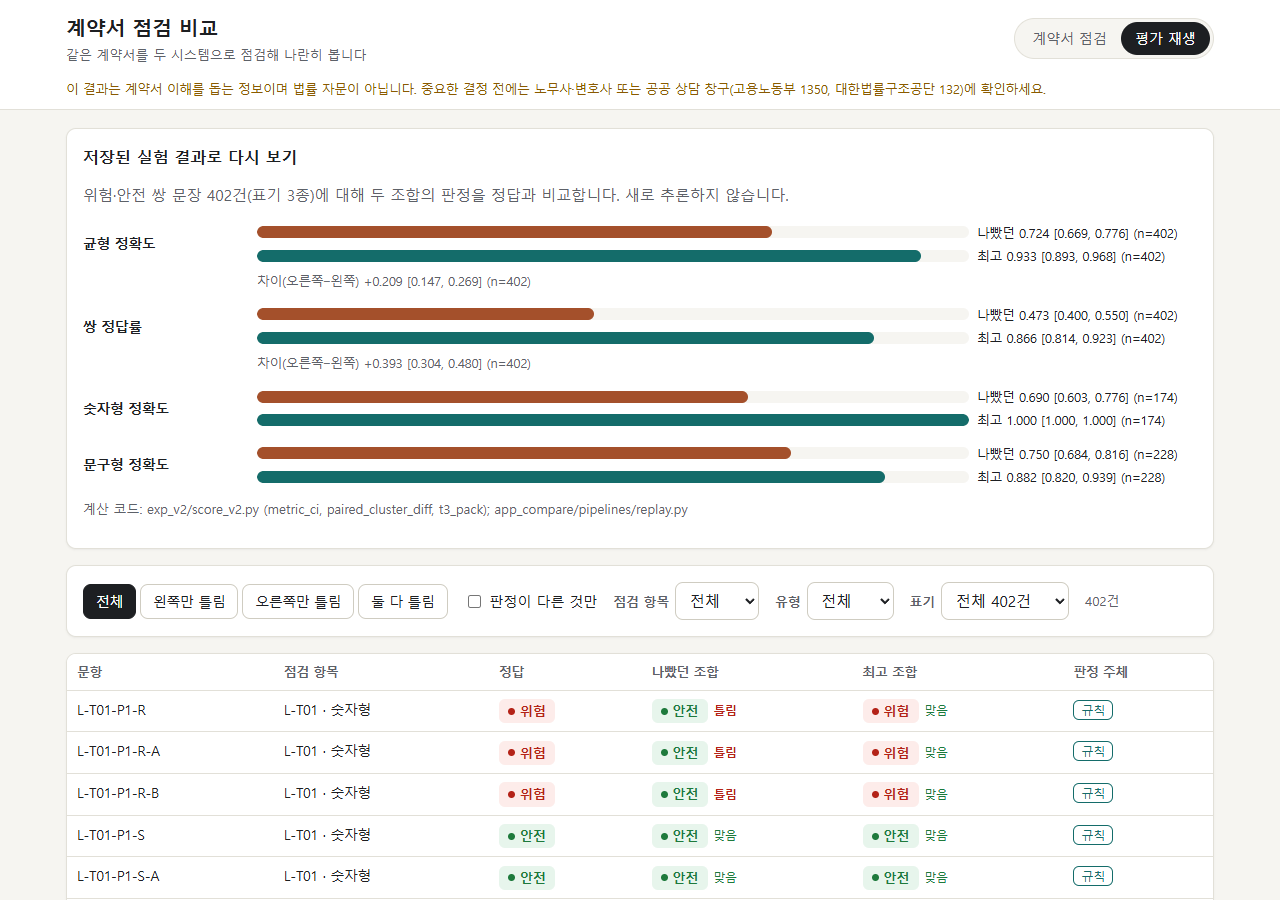 계약서 점검 비교
같은 계약서를 두 시스템으로 점검해 나란히 봅니다
계약서 점검
평가 재생
이 결과는 계약서 이해를 돕는 정보이며 법률 자문이 아닙니다. 중요한 결정 전에는 노무사·변호사 또는 공공 상담 창구(고용노동부 1350, 대한법률구조공단 132)에 확인하세요.
저장된 실험 결과로 다시 보기
위험·안전 쌍 문장 402건(표기 3종)에 대해 두 조합의 판정을 정답과 비교합니다. 새로 추론하지 않습니다.
균형 정확도
나빴던 0.724 [0.669, 0.776] (n=402)
최고 0.933 [0.893, 0.968] (n=402)
차이(오른쪽−왼쪽) +0.209 [0.147, 0.269] (n=402)
쌍 정답률
나빴던 0.473 [0.400, 0.550] (n=402)
최고 0.866 [0.814, 0.923] (n=402)
차이(오른쪽−왼쪽) +0.393 [0.304, 0.480] (n=402)
숫자형 정확도
나빴던 0.690 [0.603, 0.776] (n=174)
최고 1.000 [1.000, 1.000] (n=174)
문구형 정확도
나빴던 0.750 [0.684, 0.816] (n=228)
최고 0.882 [0.820, 0.939] (n=228)
계산 코드: exp_v2/score_v2.py (metric_ci, paired_cluster_diff, t3_pack); app_compare/pipelines/replay.py
전체 왼쪽만 틀림 오른쪽만 틀림 둘 다 틀림 판정이 다른 것만 점검 항목 전체 유형 전체 표기 전체 402건 402건
문항 점검 항목 정답 나빴던 조합 최고 조합 판정 주체
L-T01-P1-R L-T01 · 숫자형 위험 안전 틀림 위험 맞음 규칙
L-T01-P1-R-A L-T01 · 숫자형 위험 안전 틀림 위험 맞음 규칙
L-T01-P1-R-B L-T01 · 숫자형 위험 안전 틀림 위험 맞음 규칙
L-T01-P1-S L-T01 · 숫자형 안전 안전 맞음 안전 맞음 규칙
L-T01-P1-S-A L-T01 · 숫자형 안전 안전 맞음 안전 맞음 규칙